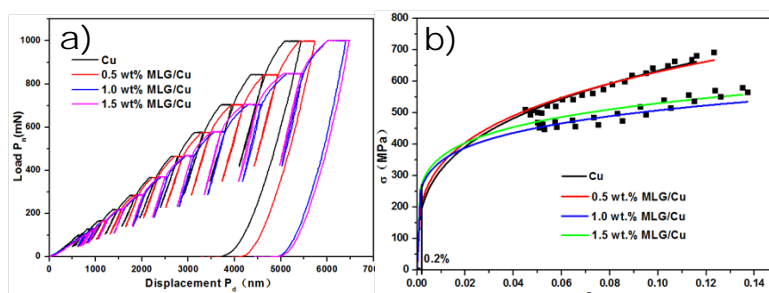 a)
Cu
0.5 wt% MLG/Cu
1.0 wt% MLG/Cu
1.5 wt% MLG/Cu
Load Pn(mN)
1000
800
600
400
200
0
0 1000 2000 3000 4000 5000 6000 700
Displacement Pd (nm)
b)
σ (MPa)
800
700
600
500
400
300
200
100
0
Cu
0.5 wt.% MLG/Cu
1.0 wt.% MLG/Cu
1.5 wt.% MLG/Cu
0.2%
0.00 0.02 0.04 0.06 0.08 0.10 0.12 0.14